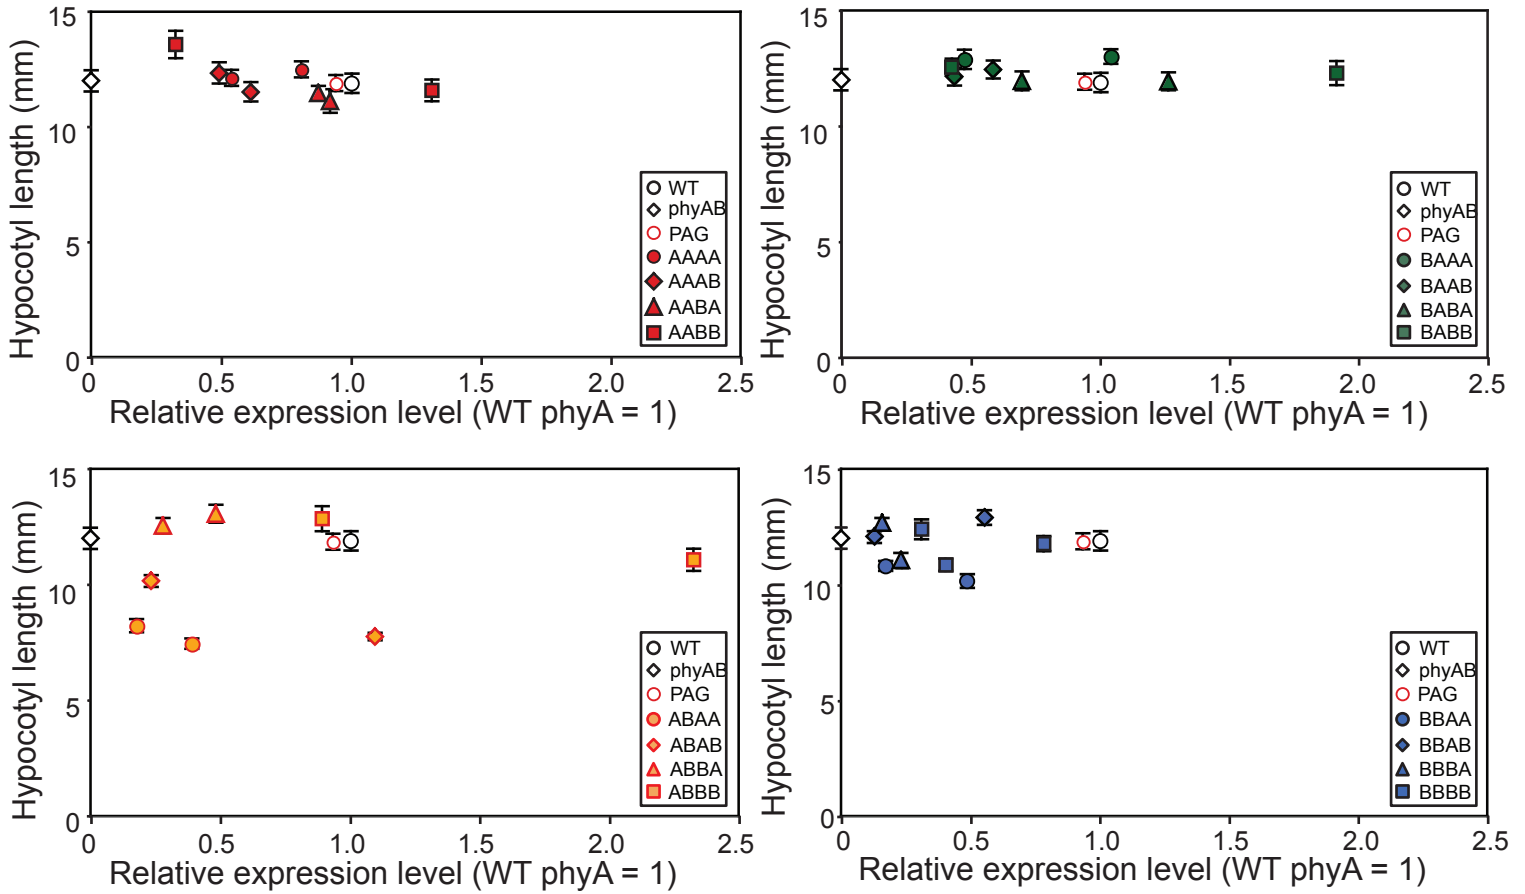 15
10
5
0
Hypocotyl length (mm)
WT
phyAB
PAG
AAAA
AAAB
AABA
AABB
0 0.5 1.0 1.5 2.0 2.5
Relative expression level (WT phyA = 1)
15
10
5
0
Hypocotyl length (mm)
WT
phyAB
PAG
BAAA
BAAB
BABA
BABB
0 0.5 1.0 1.5 2.0 2.5
Relative expression level (WT phyA = 1)
15
10
5
0
Hypocotyl length (mm)
WT
phyAB
PAG
ABAA
ABAB
ABBA
ABBB
0 0.5 1.0 1.5 2.0 2.5
Relative expression level (WT phyA = 1)
15
10
5
0
Hypocotyl length (mm)
WT
phyAB
PAG
BBAA
BBAB
BBBA
BBBB
0 0.5 1.0 1.5 2.0 2.5
Relative expression level (WT phyA = 1)